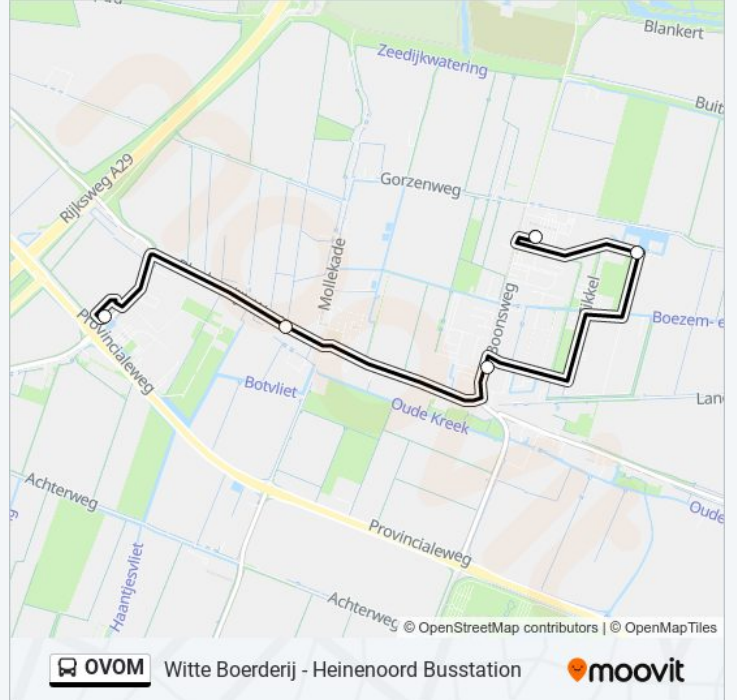 Blankert
Zeedijkwatering
Buit
Rijksweg A29
Gorzenweg
Mollekade
Boonsweg
ikkel
Boezem- e
Provincialeweg
Botvliet
Lan
Oude Kreek
Achterweg
Oude
Provincialeweg
Haantjesvliet
Achterweg
© OpenStreetMap contributors | © OpenMapTiles
OVOM Witte Boerderij - Heinenoord Busstation moovit